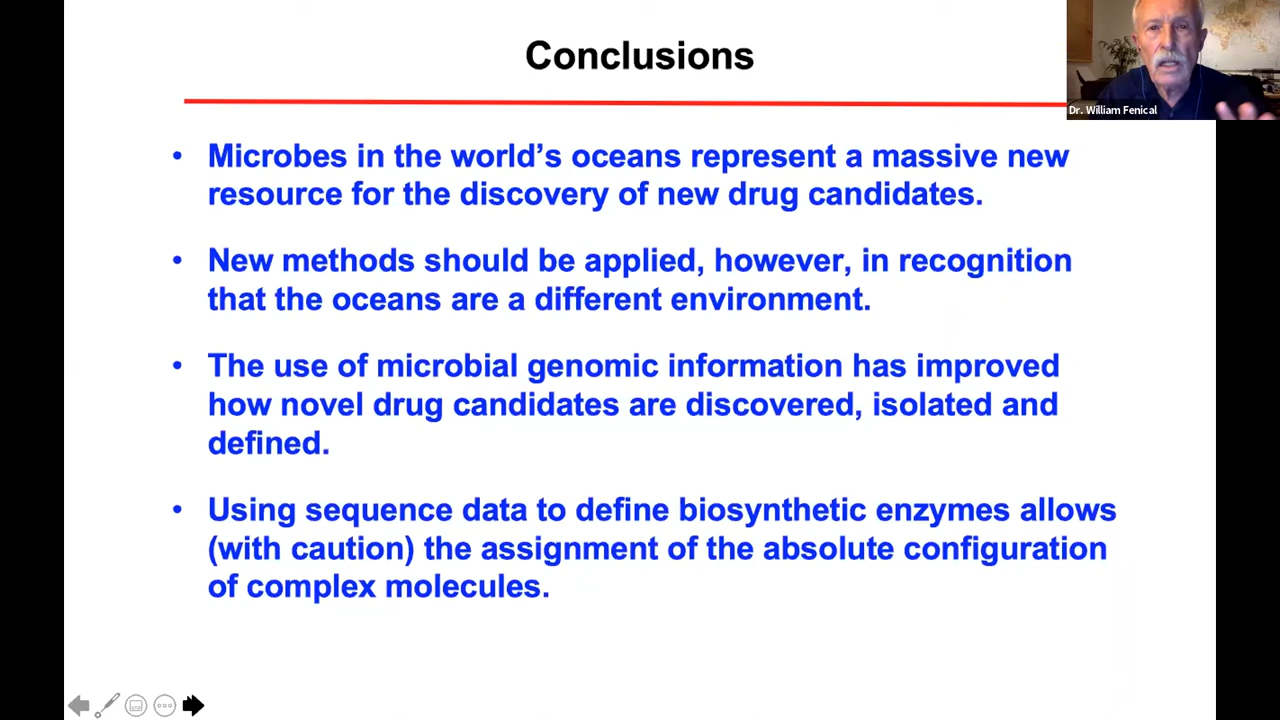 Conclusions
Dr. William Fenical
• Microbes in the world's oceans represent a massive new
resource for the discovery of new drug candidates.
• New methods should be applied, however, in recognition
that the oceans are a different environment.
• The use of microbial genomic information has improved
how novel drug candidates are discovered, isolated and
defined.
• Using sequence data to define biosynthetic enzymes allows
(with caution) the assignment of the absolute configuration
of complex molecules.